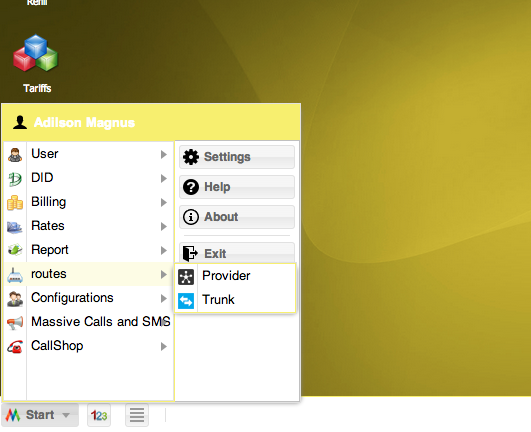 Refill
Tariffs
Adilson Magnus
User
DID
Billing
Rates
Report
routes
Configurations
Massive Calls and SMS
CallShop
Settings
Help
About
Exit
Provider
Trunk
Start
123